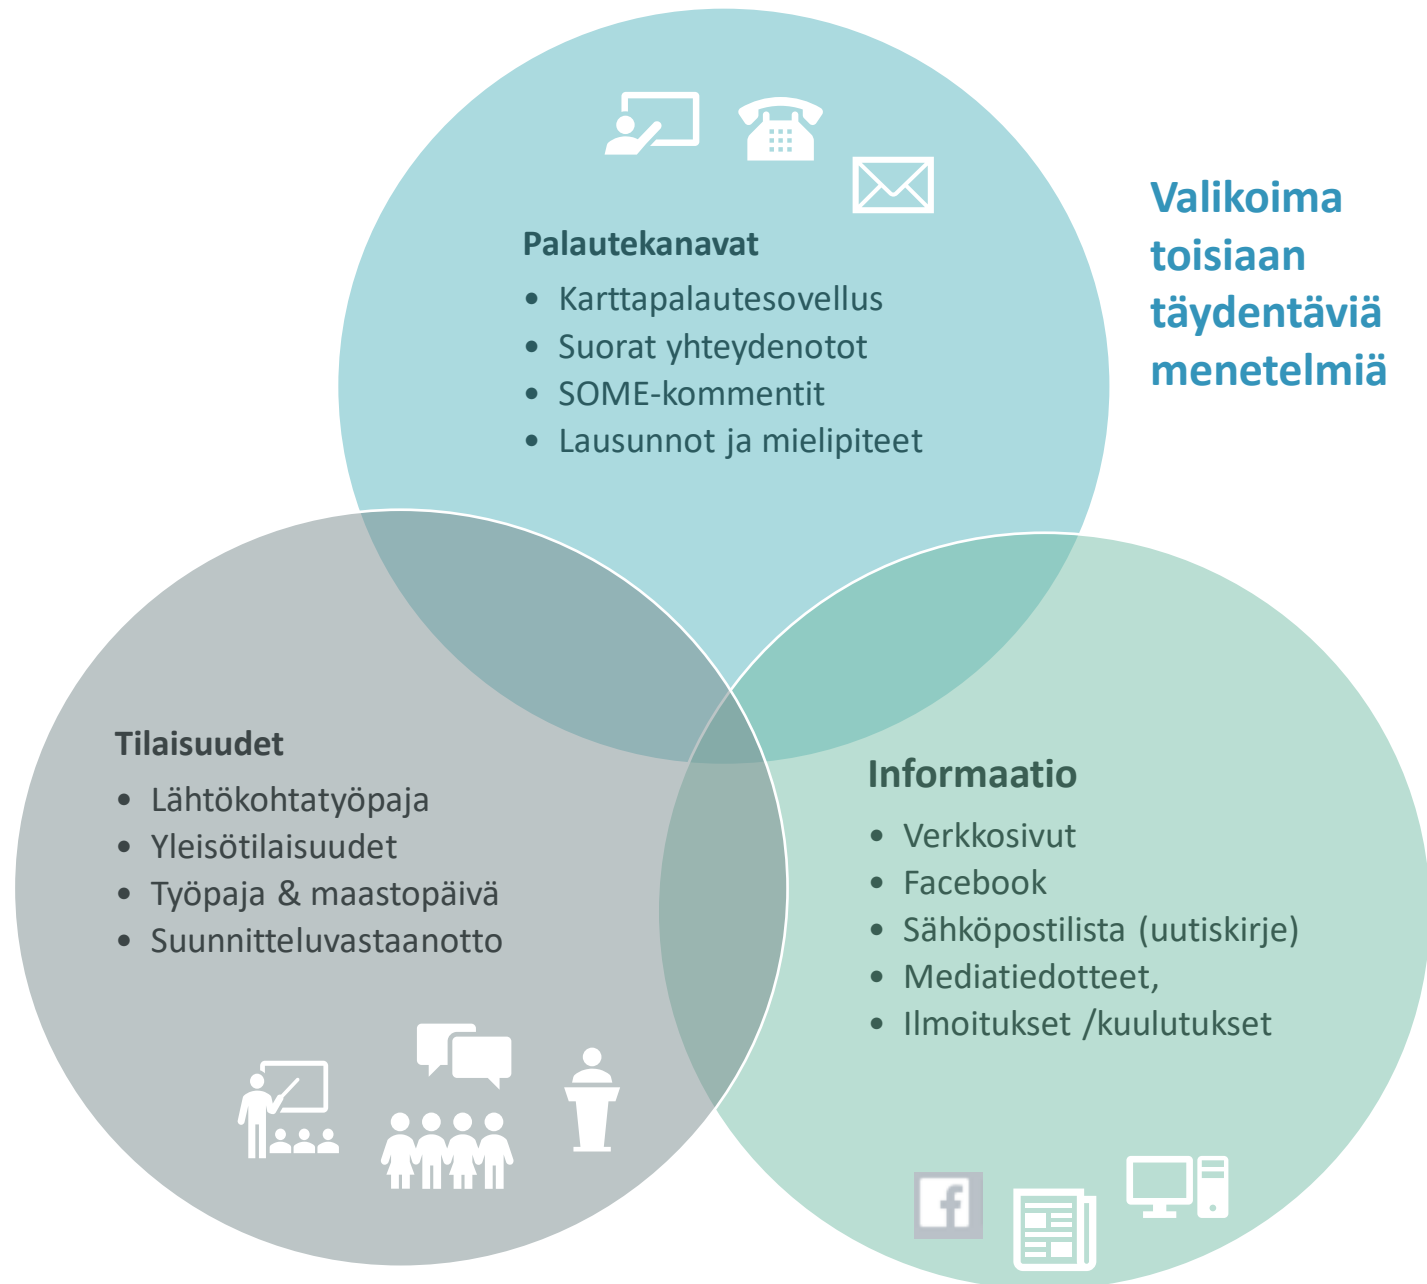 Valikoima
toisiaan
täydentäviä
menetelmiä
Palautekanavat
• Karttapalautesovellus
• Suorat yhteydenotot
• SOME-kommentit
• Lausunnot ja mielipiteet
Tilaisuudet
• Lähtökohtatyöpaja
• Yleisötilaisuudet
• Työpaja & maastopäivä
• Suunnitteluvastaanotto
Informaatio
• Verkkosivut
• Facebook
• Sähköpostilista (uutiskirje)
• Mediatiedotteet,
• Ilmoitukset /kuulutukset
f